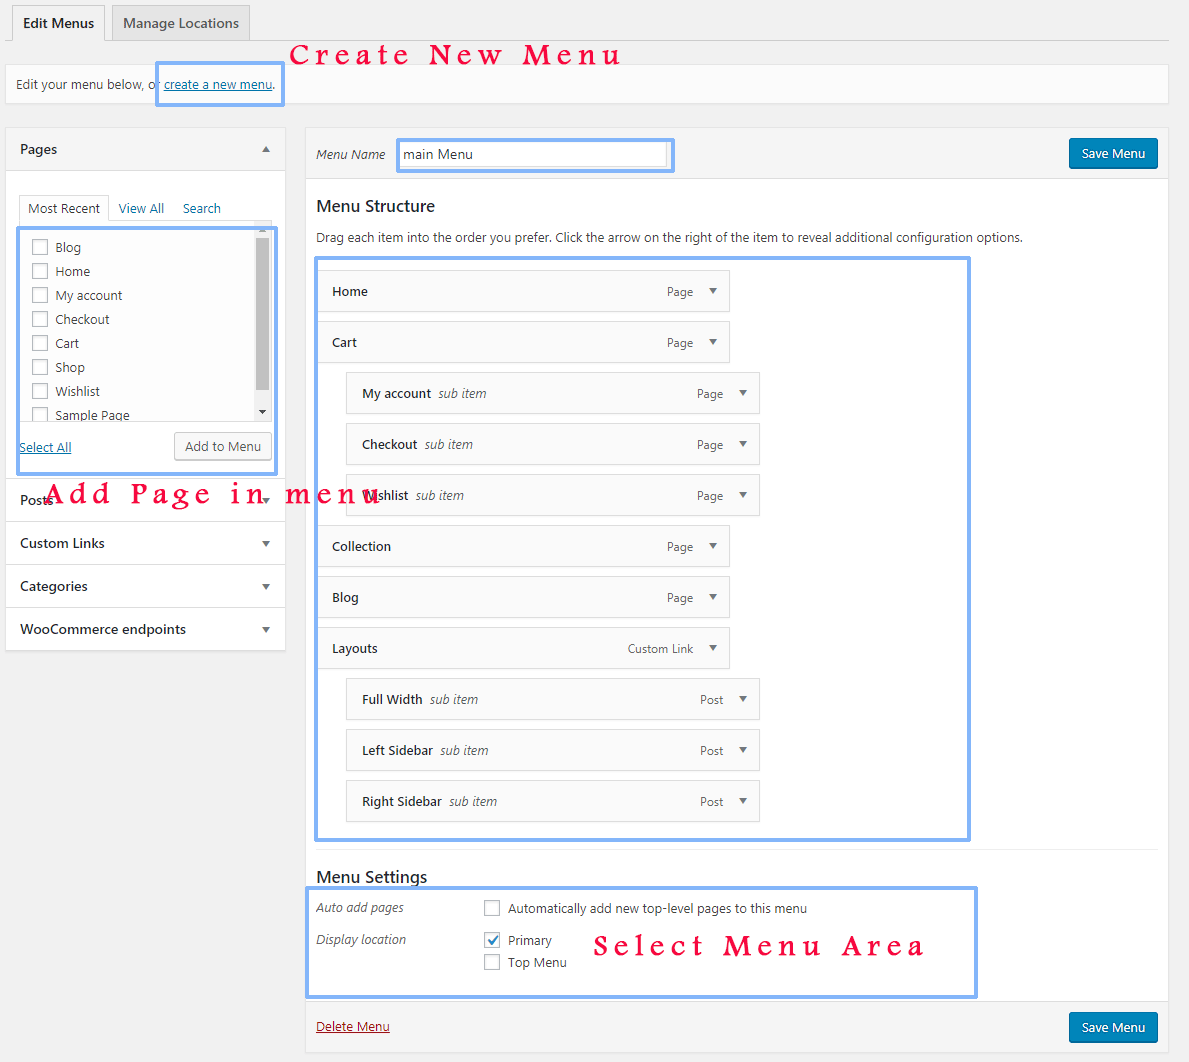 Edit Menus Manage Locations
Create New Menu
Edit your menu below, or create a new menu.
Pages
Menu Name main Menu Save Menu
Most Recent View All Search
Blog
Home
My account
Checkout
Cart
Shop
Wishlist
Sample Page
Select All Add to Menu
Add Page in menu
Posts
Custom Links
Categories
WooCommerce endpoints
Menu Structure
Drag each item into the order you prefer. Click the arrow on the right of the item to reveal additional configuration options.
Home Page
Cart Page
My account sub item Page
Checkout sub item Page
Wishlist sub item Page
Collection Page
Blog Page
Layouts Custom Link
Full Width sub item Post
Left Sidebar sub item Post
Right Sidebar sub item Post
Menu Settings
Auto add pages Automatically add new top-level pages to this menu
Display location Primary
Top Menu
Select Menu Area
Delete Menu Save Menu